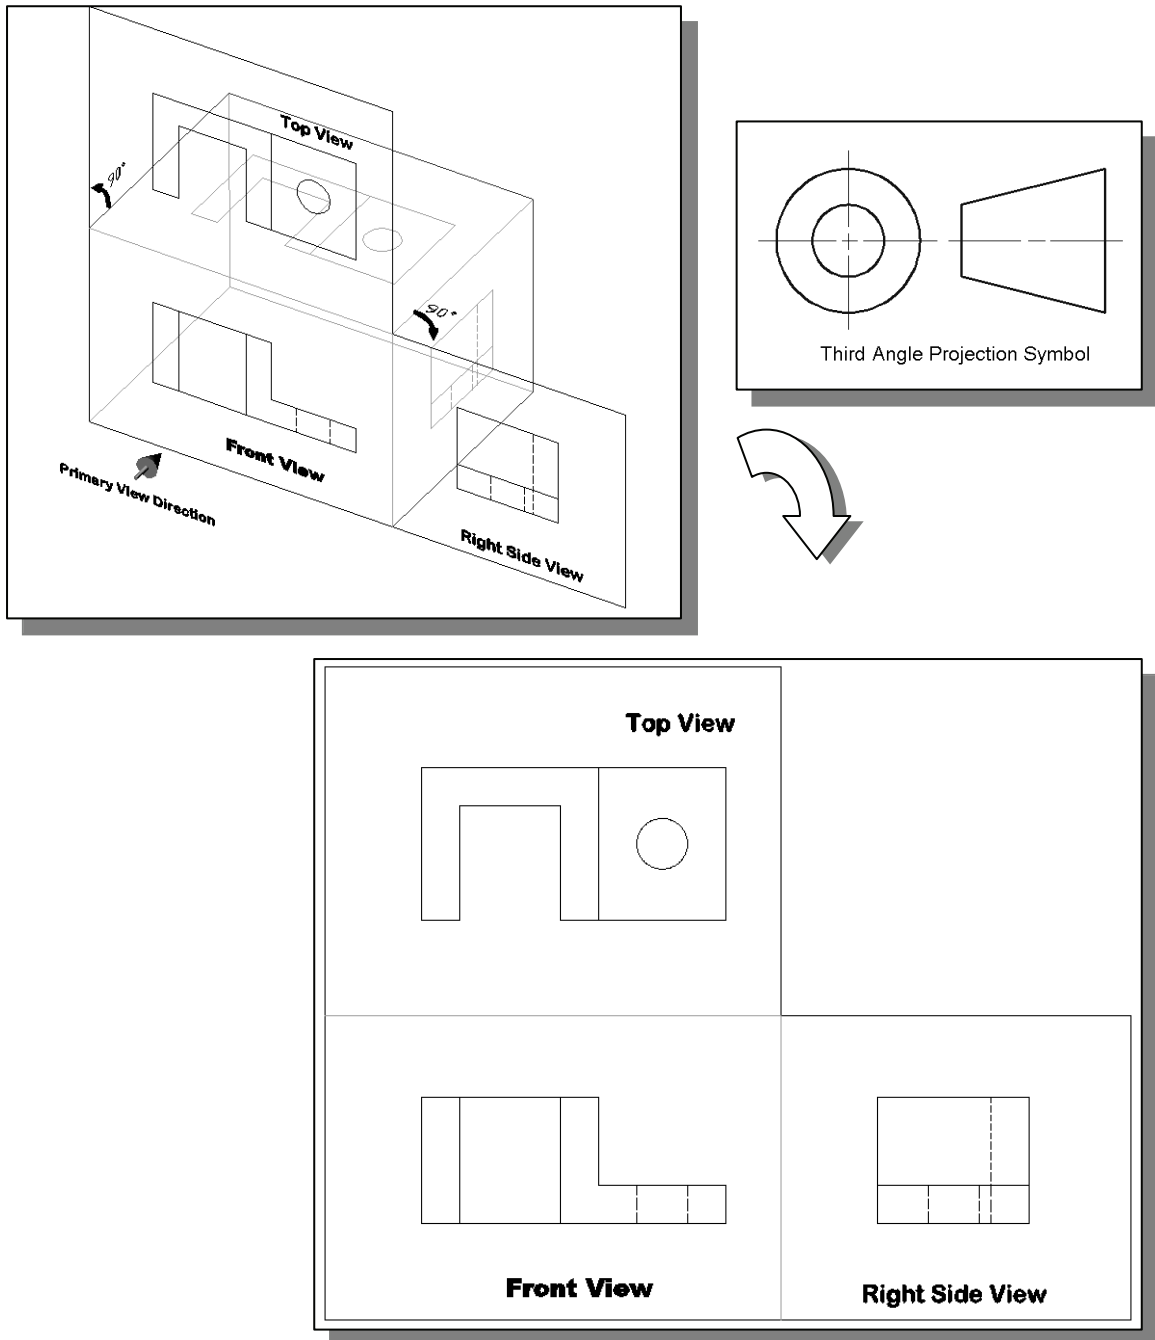 Top View
90°
90°
Front View
Primary View Direction
Right Side View
Third Angle Projection Symbol
Top View
Front View
Right Side View